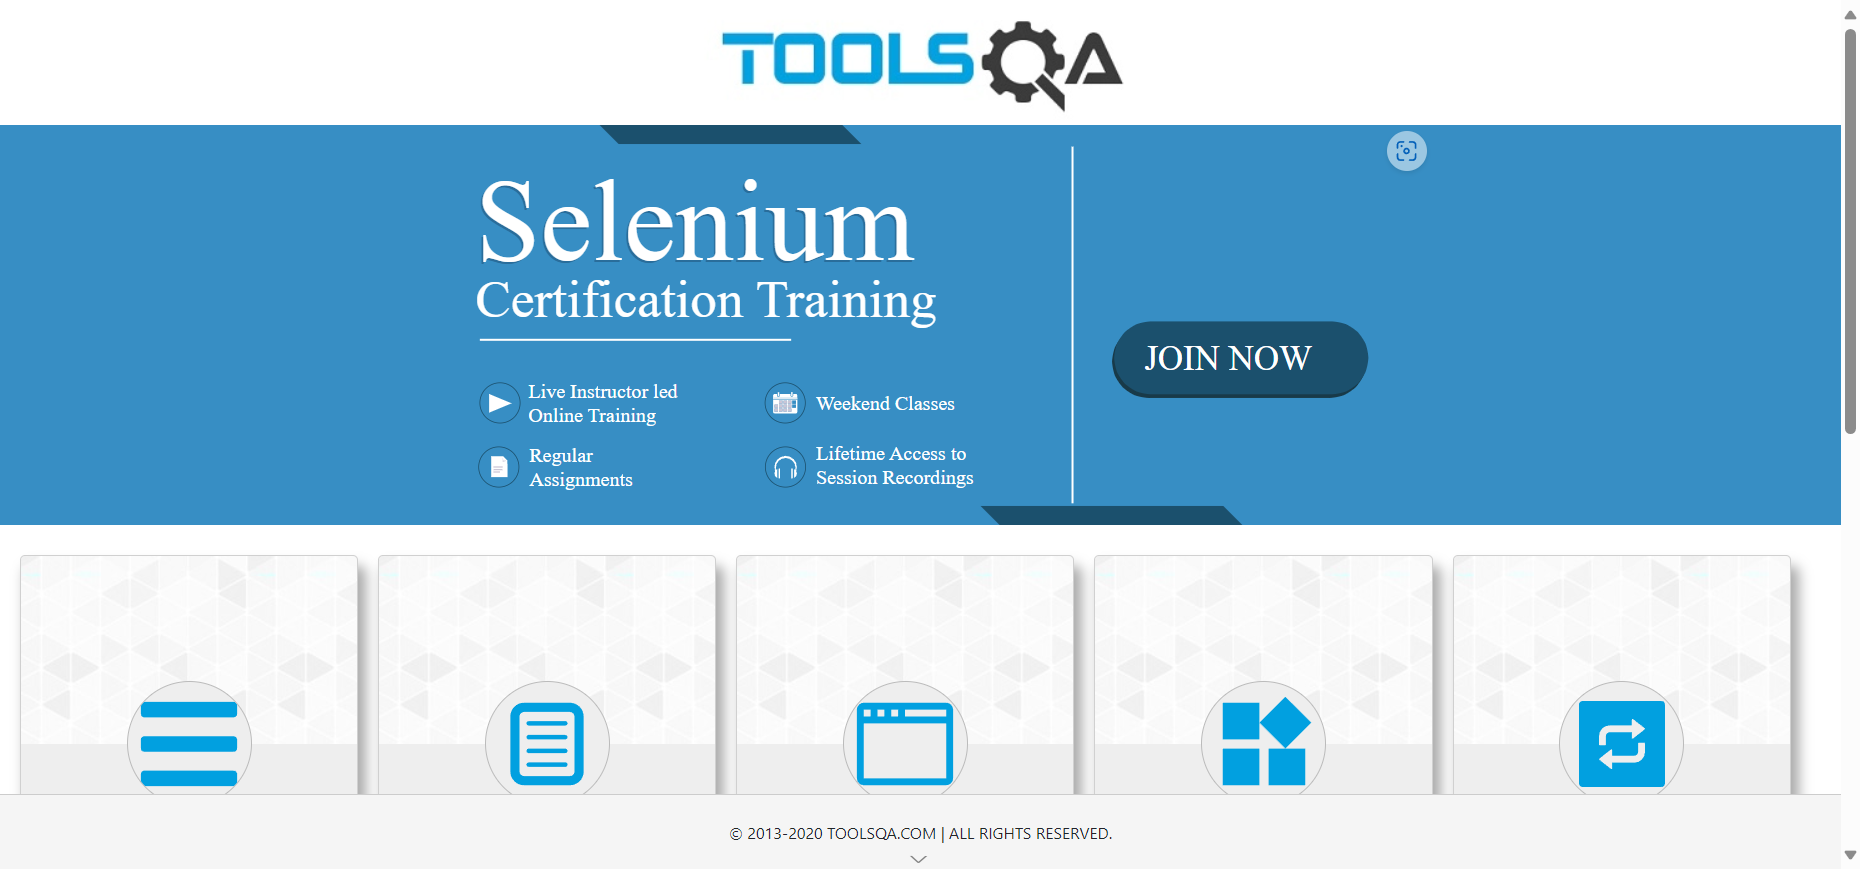 TOOLSQA
Selenium
Certification Training
Live Instructor led
Online Training
Weekend Classes
Regular
Assignments
Lifetime Access to
Session Recordings
JOIN NOW
© 2013-2020 TOOLSQA.COM | ALL RIGHTS RESERVED.